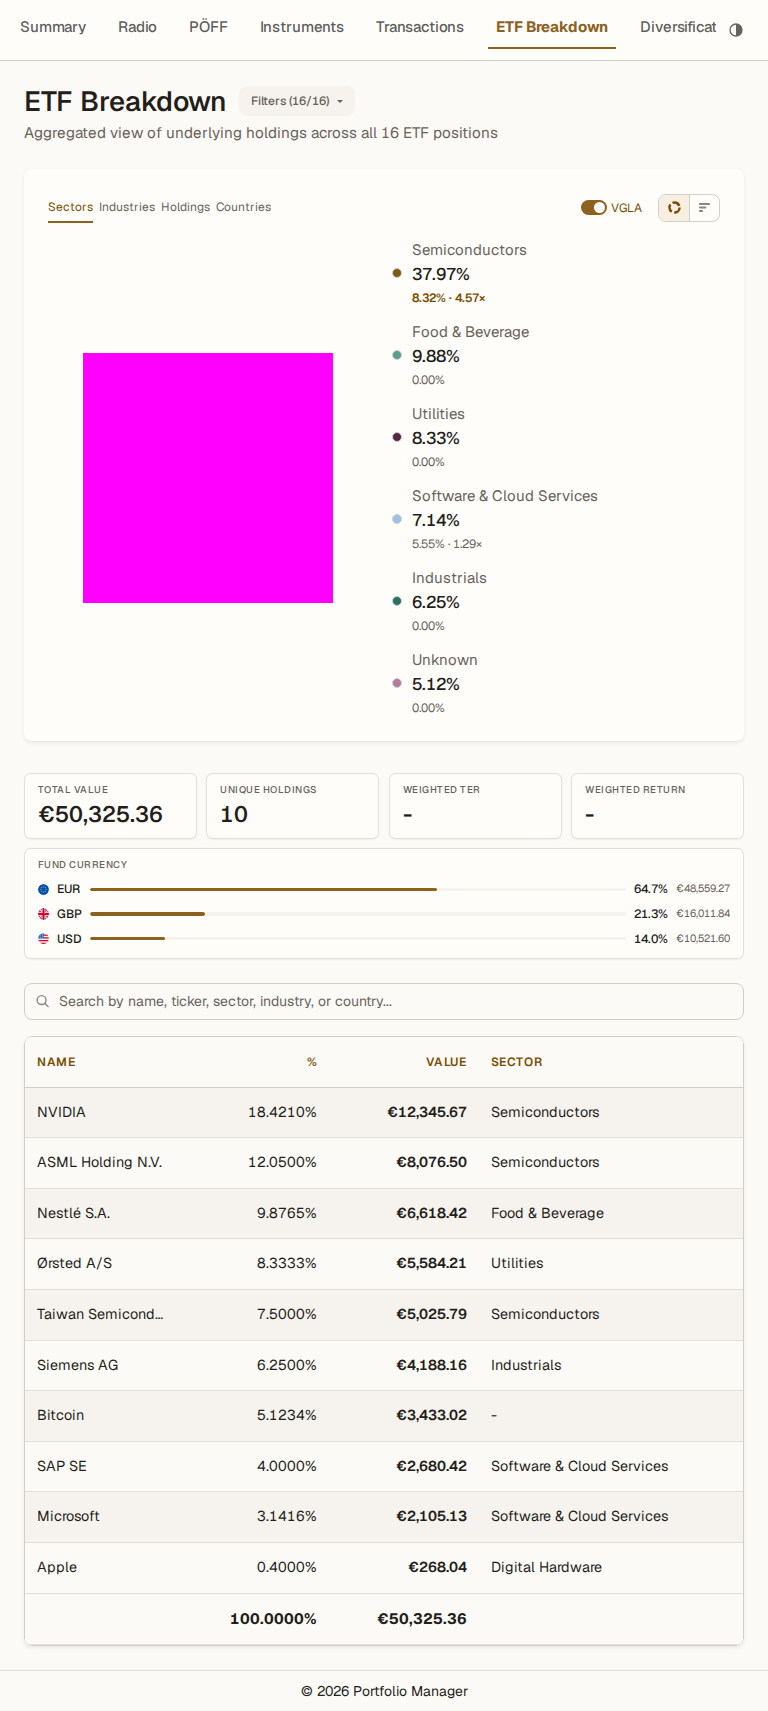 Summary Radio PÖFF Instruments Transactions ETF Breakdown Diversificat
ETF Breakdown Filters (16/16)
Aggregated view of underlying holdings across all 16 ETF positions
Sectors Industries Holdings Countries VGLA
Semiconductors
37.97%
8.32% · 4.57×
Food & Beverage
9.88%
0.00%
Utilities
8.33%
0.00%
Software & Cloud Services
7.14%
5.55% · 1.29×
Industrials
6.25%
0.00%
Unknown
5.12%
0.00%
TOTAL VALUE
€50,325.36
UNIQUE HOLDINGS
10
WEIGHTED TER
-
WEIGHTED RETURN
-
FUND CURRENCY
EUR 64.7% €48,559.27
GBP 21.3% €16,011.84
USD 14.0% €10,521.60
Search by name, ticker, sector, industry, or country...
NAME % VALUE SECTOR
NVIDIA 18.4210% €12,345.67 Semiconductors
ASML Holding N.V. 12.0500% €8,076.50 Semiconductors
Nestlé S.A. 9.8765% €6,618.42 Food & Beverage
Ørsted A/S 8.3333% €5,584.21 Utilities
Taiwan Semicond... 7.5000% €5,025.79 Semiconductors
Siemens AG 6.2500% €4,188.16 Industrials
Bitcoin 5.1234% €3,433.02 -
SAP SE 4.0000% €2,680.42 Software & Cloud Services
Microsoft 3.1416% €2,105.13 Software & Cloud Services
Apple 0.4000% €268.04 Digital Hardware
100.0000% €50,325.36
© 2026 Portfolio Manager